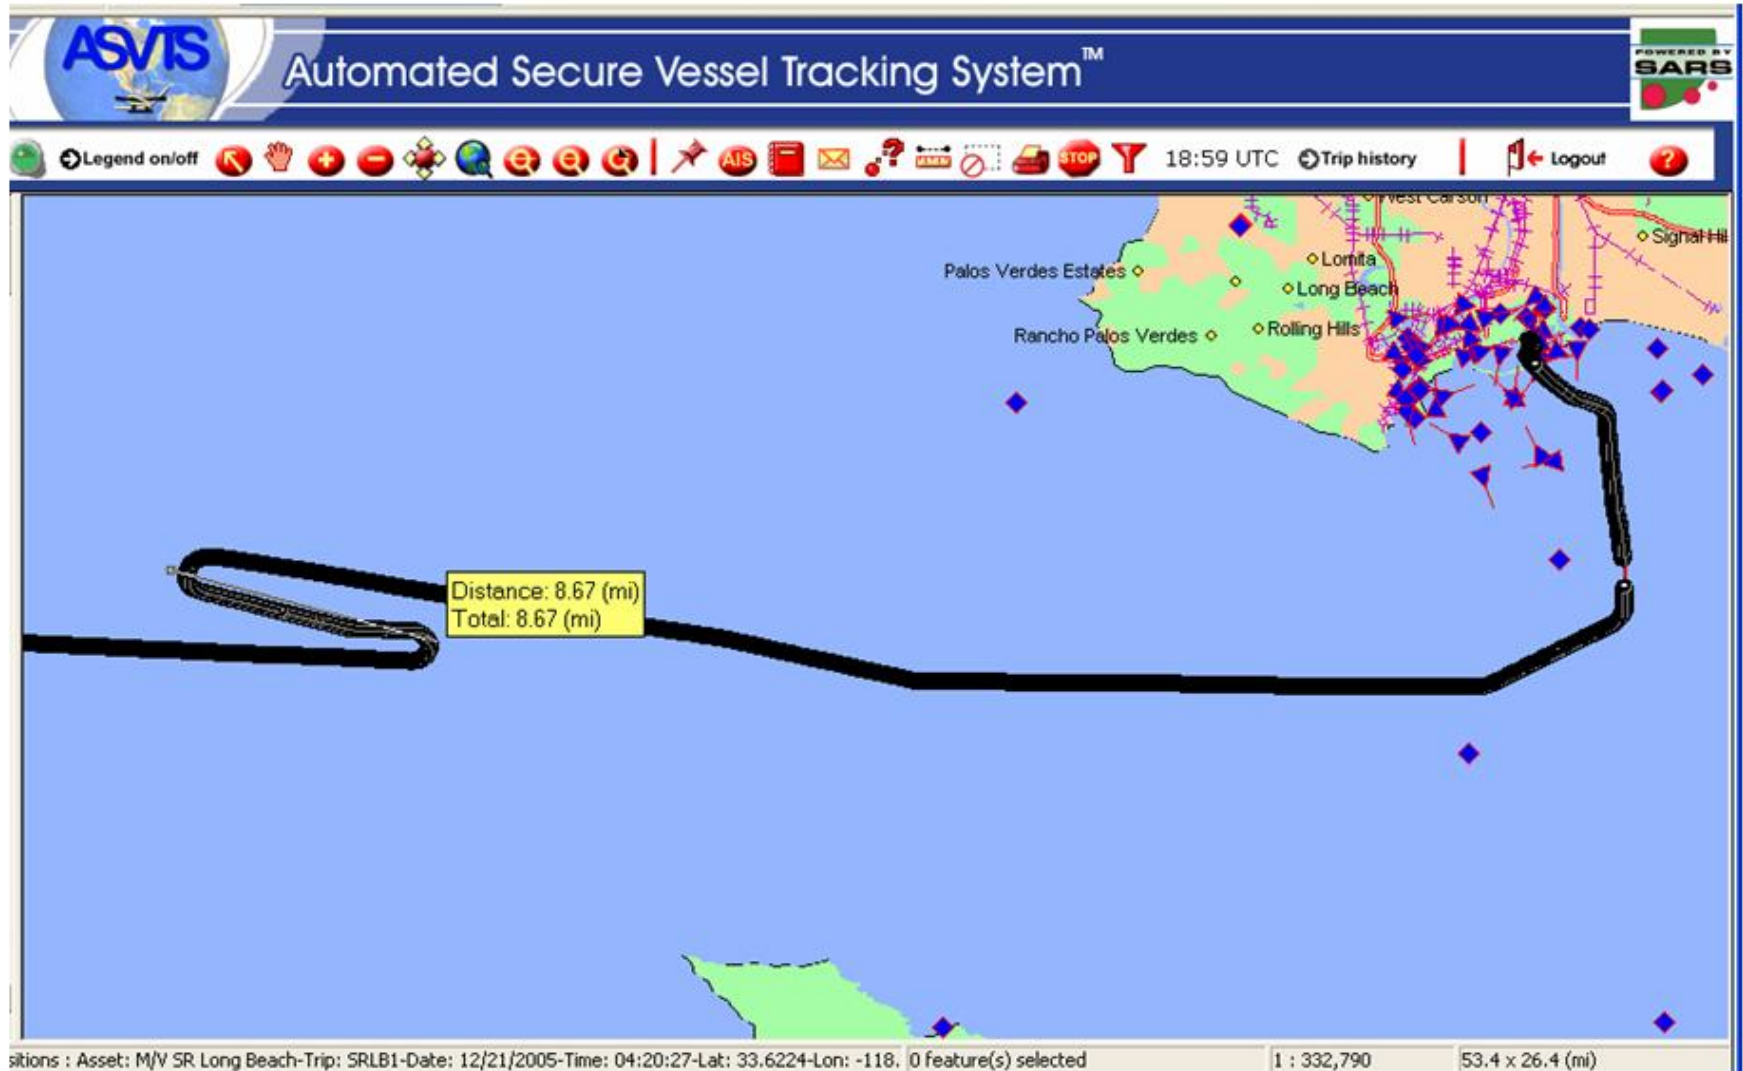 ASVTS
Automated Secure Vessel Tracking System™
POWERED BY
SARS
Legend on/off
AIS
STOP
18:59 UTC
Trip history
Logout
?
West Carson
Signal Hil
Palos Verdes Estates
Lomita
Long Beach
Rancho Palos Verdes
Rolling Hills
Distance: 8.67 (mi)
Total: 8.67 (mi)
sitions : Asset: M/V SR Long Beach-Trip: SRLB1-Date: 12/21/2005-Time: 04:20:27-Lat: 33.6224-Lon: -118.
0 feature(s) selected
1 : 332,790
53.4 x 26.4 (mi)